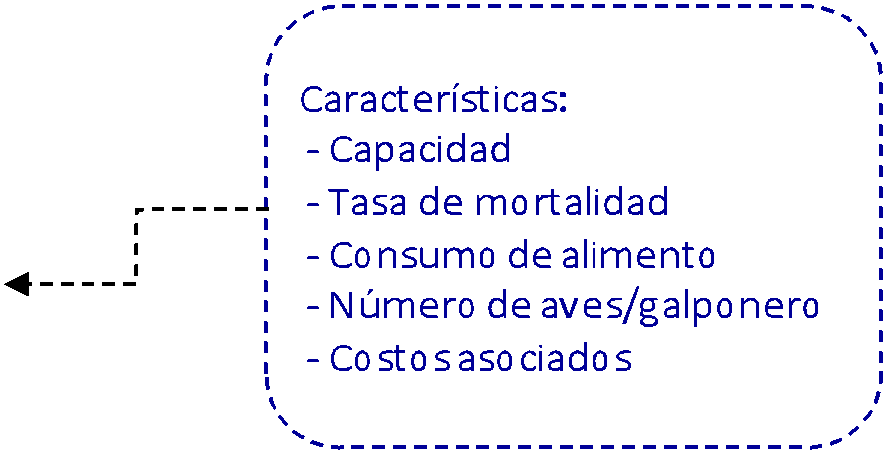 Características:
- Capacidad
- Tasa de mortalidad
- Consumo de alimento
- Número de aves/galponero
- Costos asociados